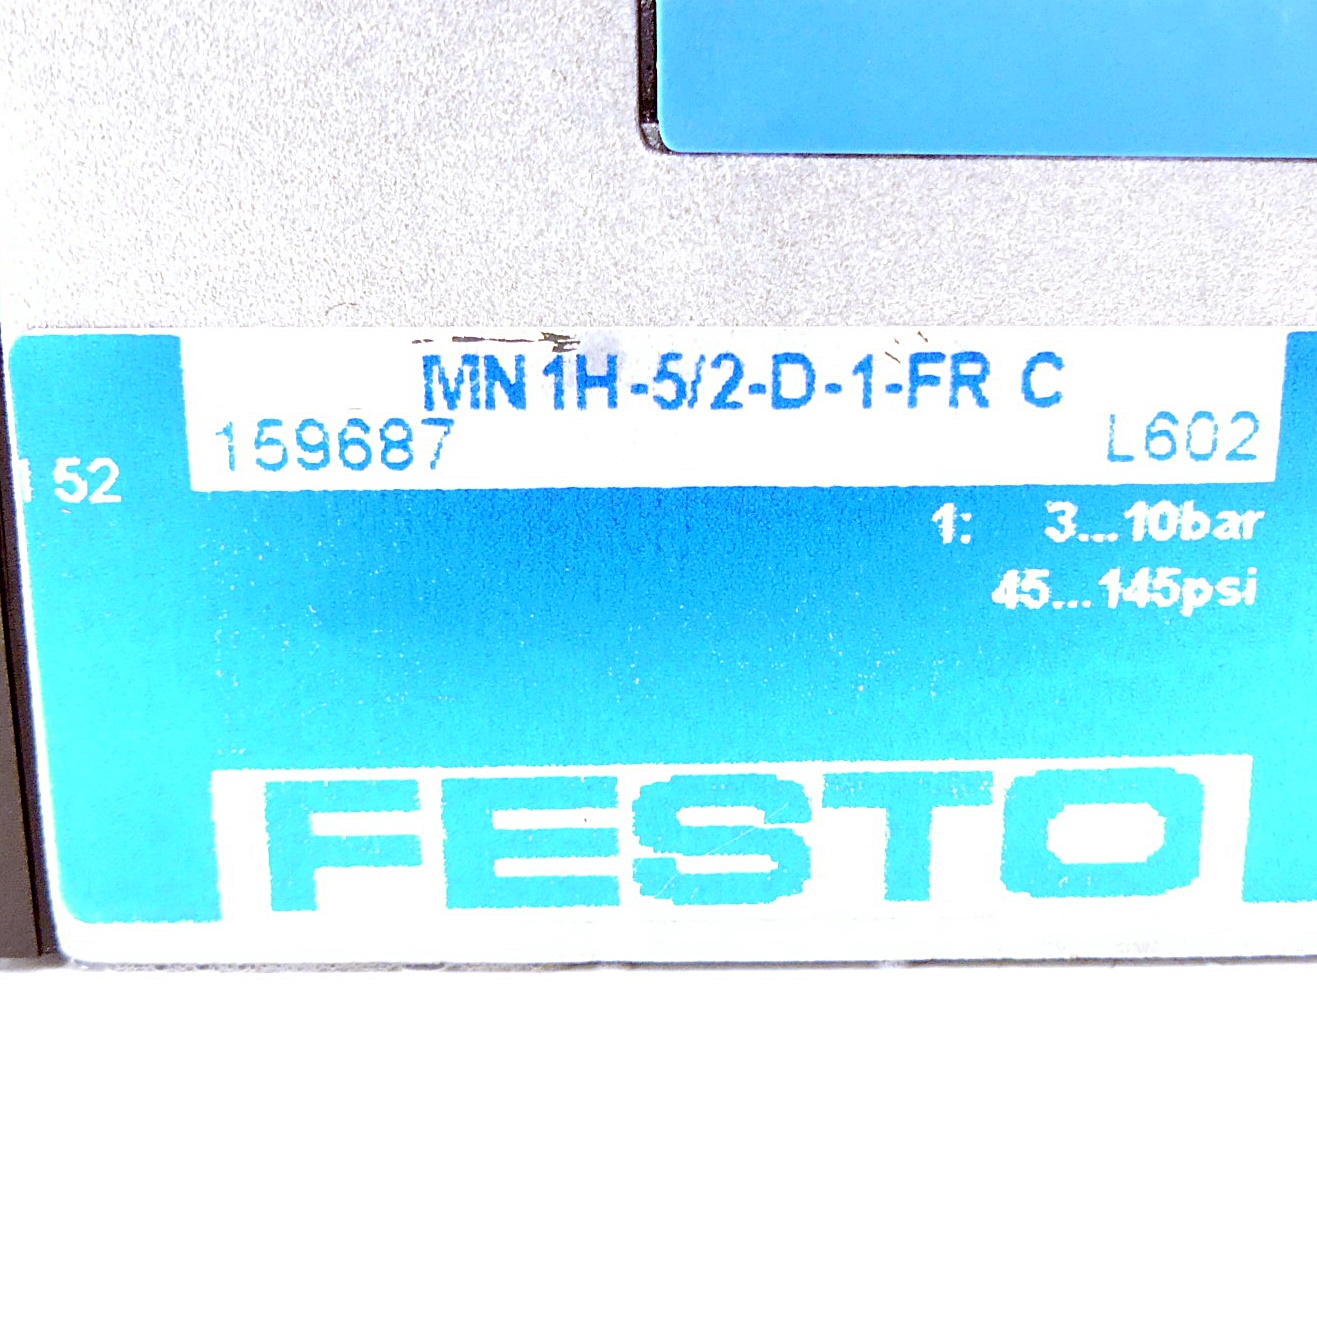 MN1H-5/2-D-1-FR C
159687 L602
52
1: 3...10bar
45...145psi
FESTO